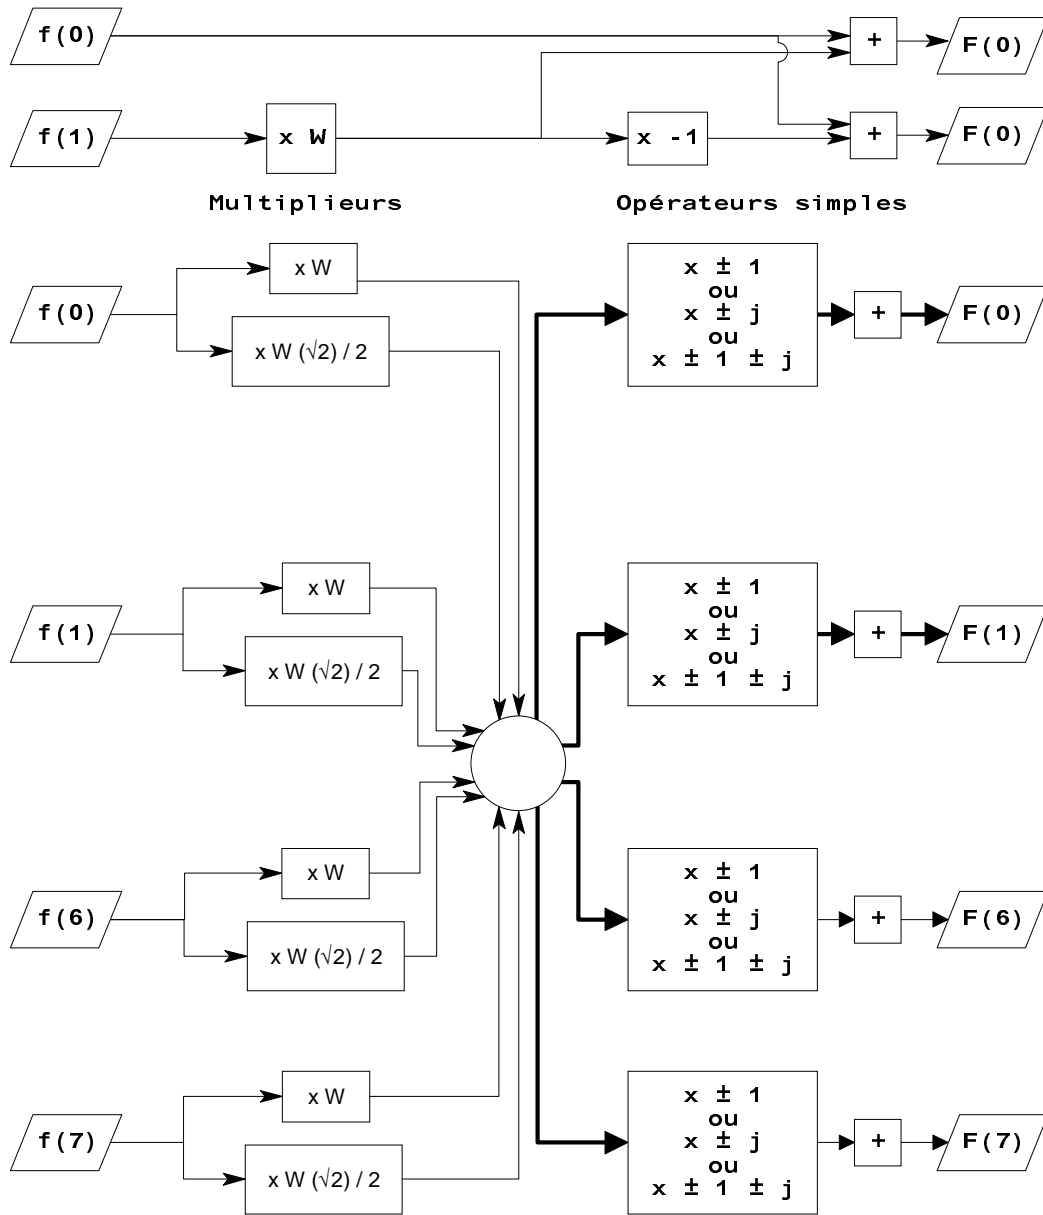 f(0)
+
F(0)
f(1)
x W
x -1
+
F(0)
Multiplieurs
Opérateurs simples
f(0)
x W
x W (√2) / 2
x ± 1
ou
x ± j
ou
x ± 1 ± j
+
F(0)
f(1)
x W
x W (√2) / 2
x ± 1
ou
x ± j
ou
x ± 1 ± j
+
F(1)
f(6)
x W
x W (√2) / 2
x ± 1
ou
x ± j
ou
x ± 1 ± j
+
F(6)
f(7)
x W
x W (√2) / 2
x ± 1
ou
x ± j
ou
x ± 1 ± j
+
F(7)